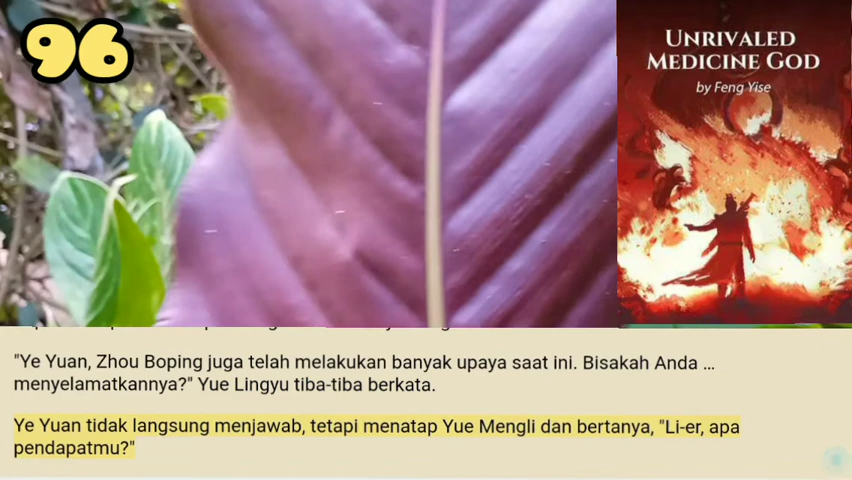 96
UNRIVALED
MEDICINE GOD
by Feng Yise
"Ye Yuan, Zhou Boping juga telah melakukan banyak upaya saat ini. Bisakah Anda ...
menyelamatkannya?" Yue Lingyu tiba-tiba berkata.
Ye Yuan tidak langsung menjawab, tetapi menatap Yue Mengli dan bertanya, "Li-er, apa
pendapatmu?"